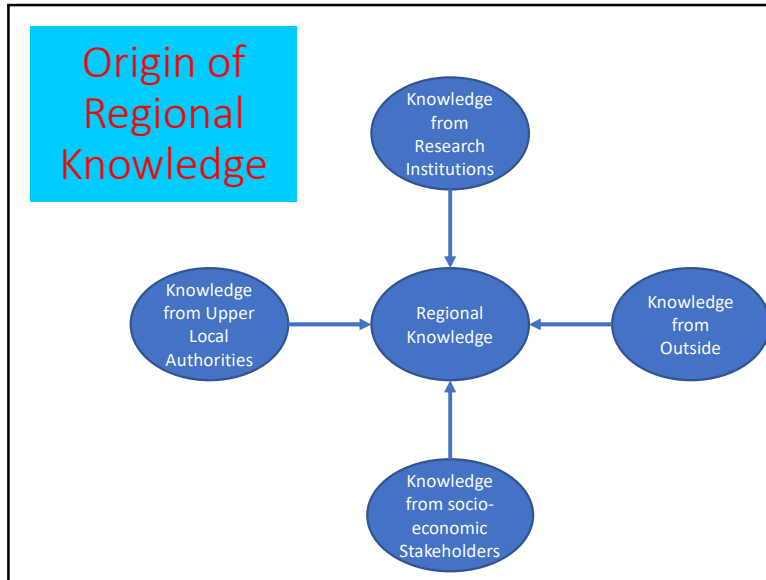 Origin of
Regional
Knowledge
Knowledge
from
Research
Institutions
Knowledge
from Upper
Local
Authorities
Regional
Knowledge
Knowledge
from
Outside
Knowledge
from socio-
economic
Stakeholders